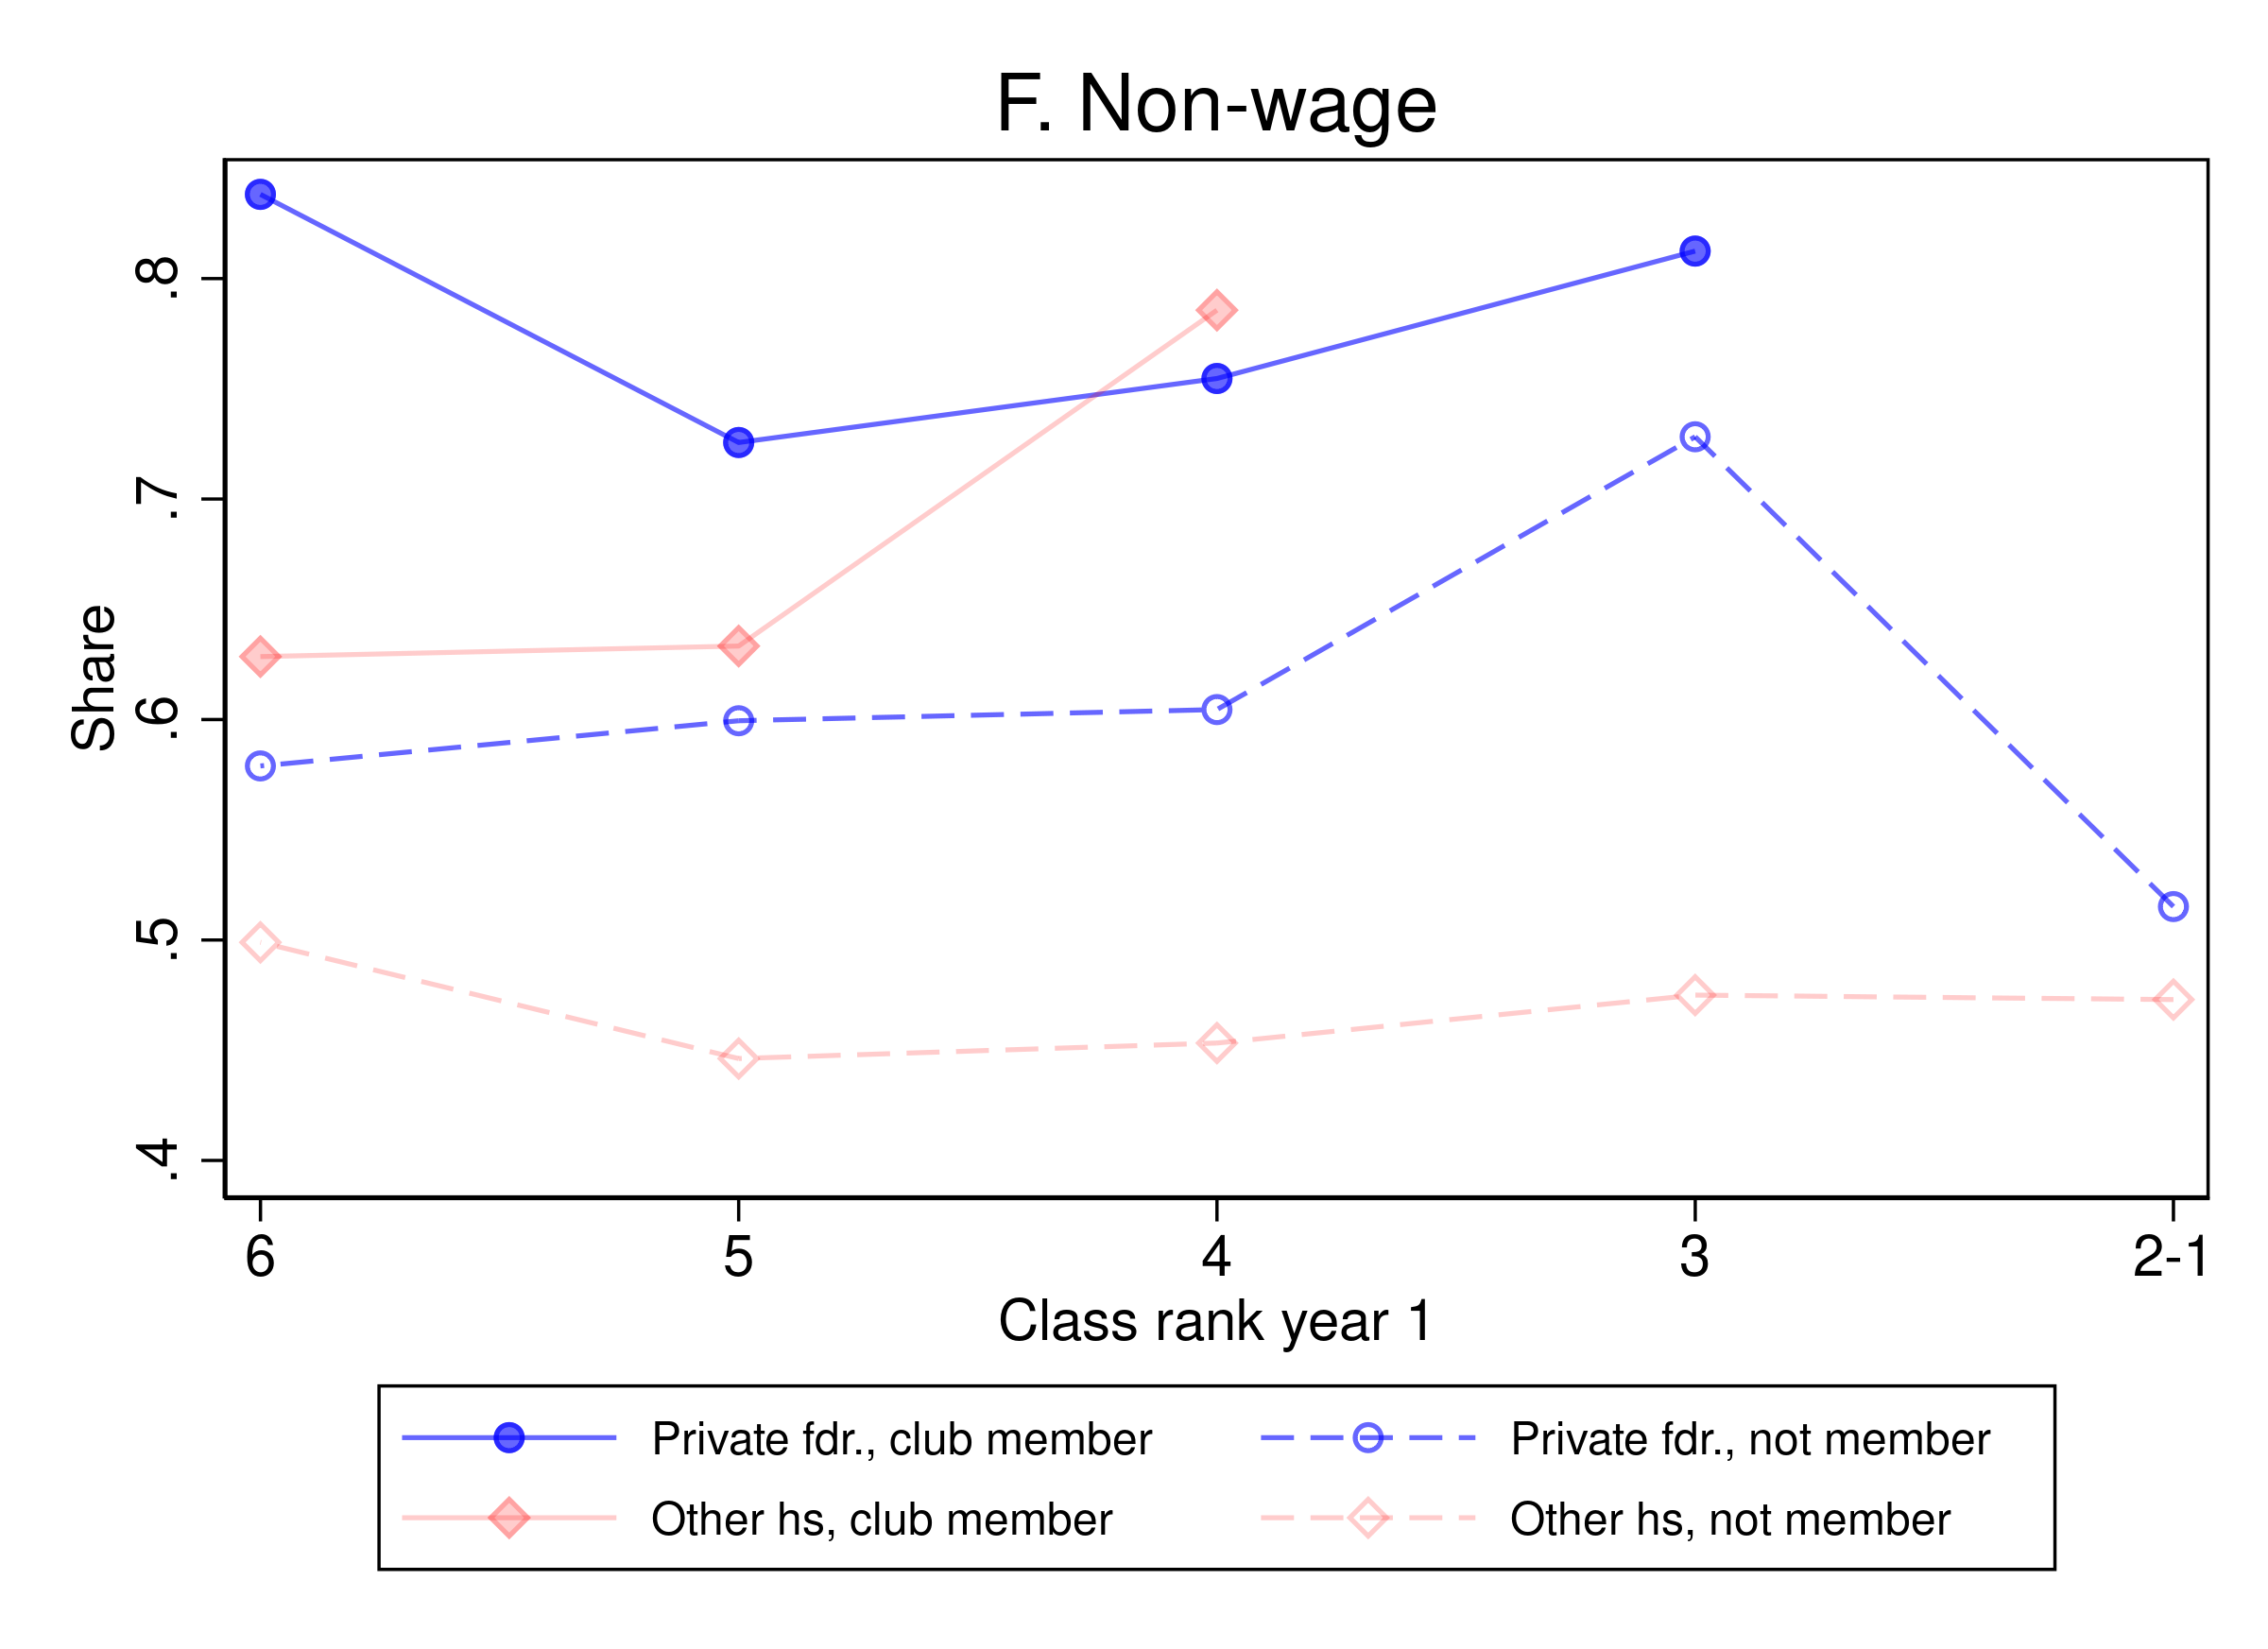 F. Non-wage
Share
.8
.7
.6
.5
.4
6 5 4 3 2-1
Class rank year 1
Private fdr., club member Private fdr., not member
Other hs, club member Other hs, not member